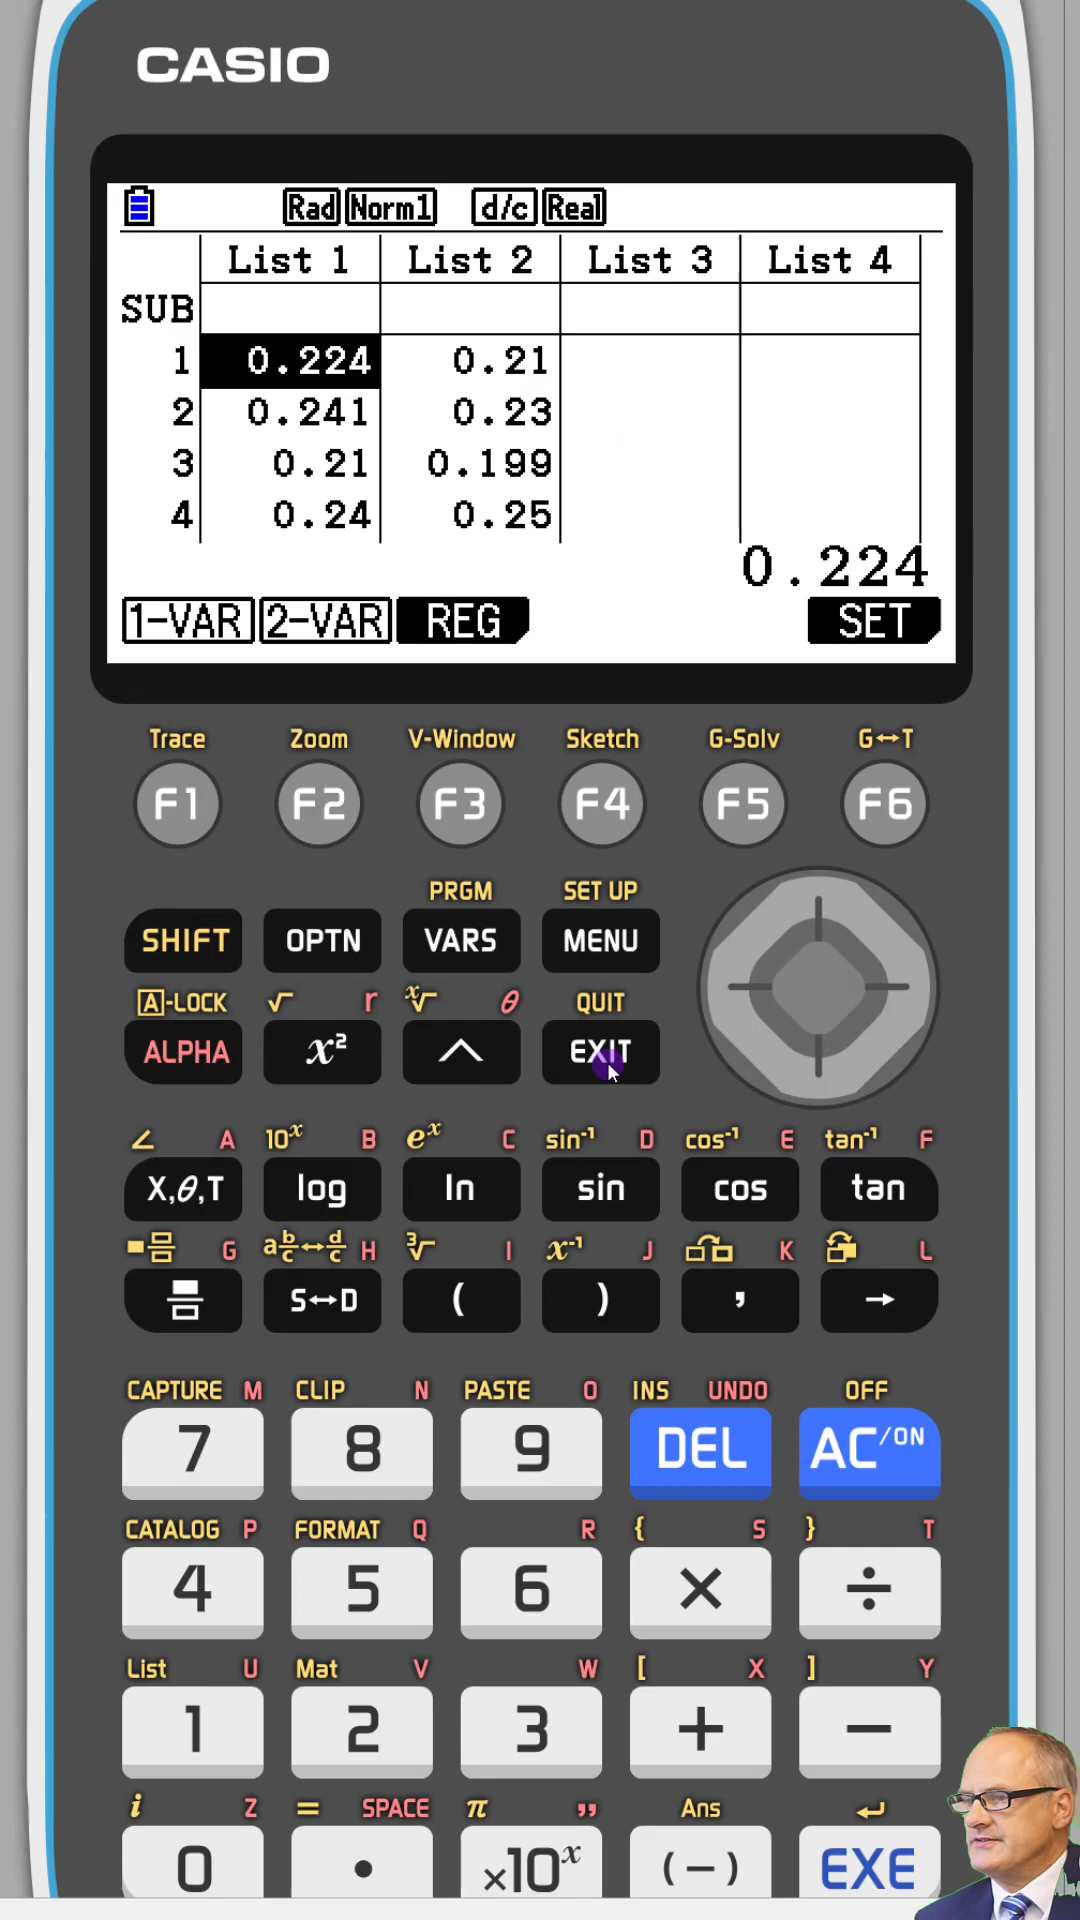 CASIO
Rad Norm1 d/c Real
List 1 List 2 List 3 List 4
SUB
1 0.224 0.21
2 0.241 0.23
3 0.21 0.199
4 0.24 0.25
0.224
1-VAR 2-VAR REG SET
Trace Zoom V-Window Sketch G-Solv G↔T
F1 F2 F3 F4 F5 F6
PRGM SET UP
SHIFT OPTN VARS MENU
A-LOCK √ r ˣ√ θ QUIT
ALPHA x² ^ EXIT
∠ A 10ˣ B eˣ C sin⁻¹ D cos⁻¹ E tan⁻¹ F
X,θ,T log ln sin cos tan
G a b/c↔d/c H ³√ I x⁻¹ J K L
S↔D ( ) , →
CAPTURE M CLIP N PASTE O INS UNDO OFF
7 8 9 DEL AC/ON
CATALOG P FORMAT Q R { S } T
4 5 6 × ÷
List U Mat V W [ X ] Y
1 2 3 + −
i Z = SPACE π ” Ans ↵
0 • ×10ˣ (−) EXE